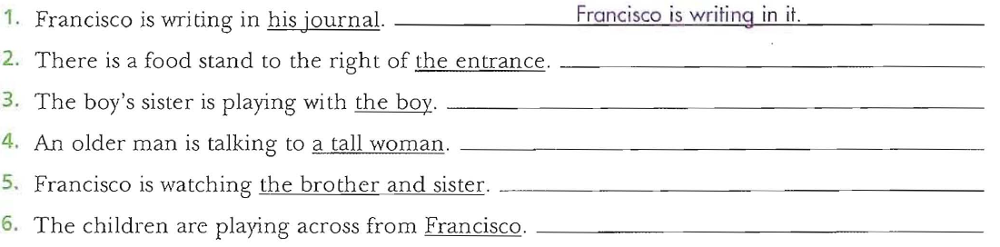 1. Francisco is writing in his journal. Francisco is writing in it.
2. There is a food stand to the right of the entrance.
3. The boy's sister is playing with the boy.
4. An older man is talking to a tall woman.
5. Francisco is watching the brother and sister.
6. The children are playing across from Francisco.